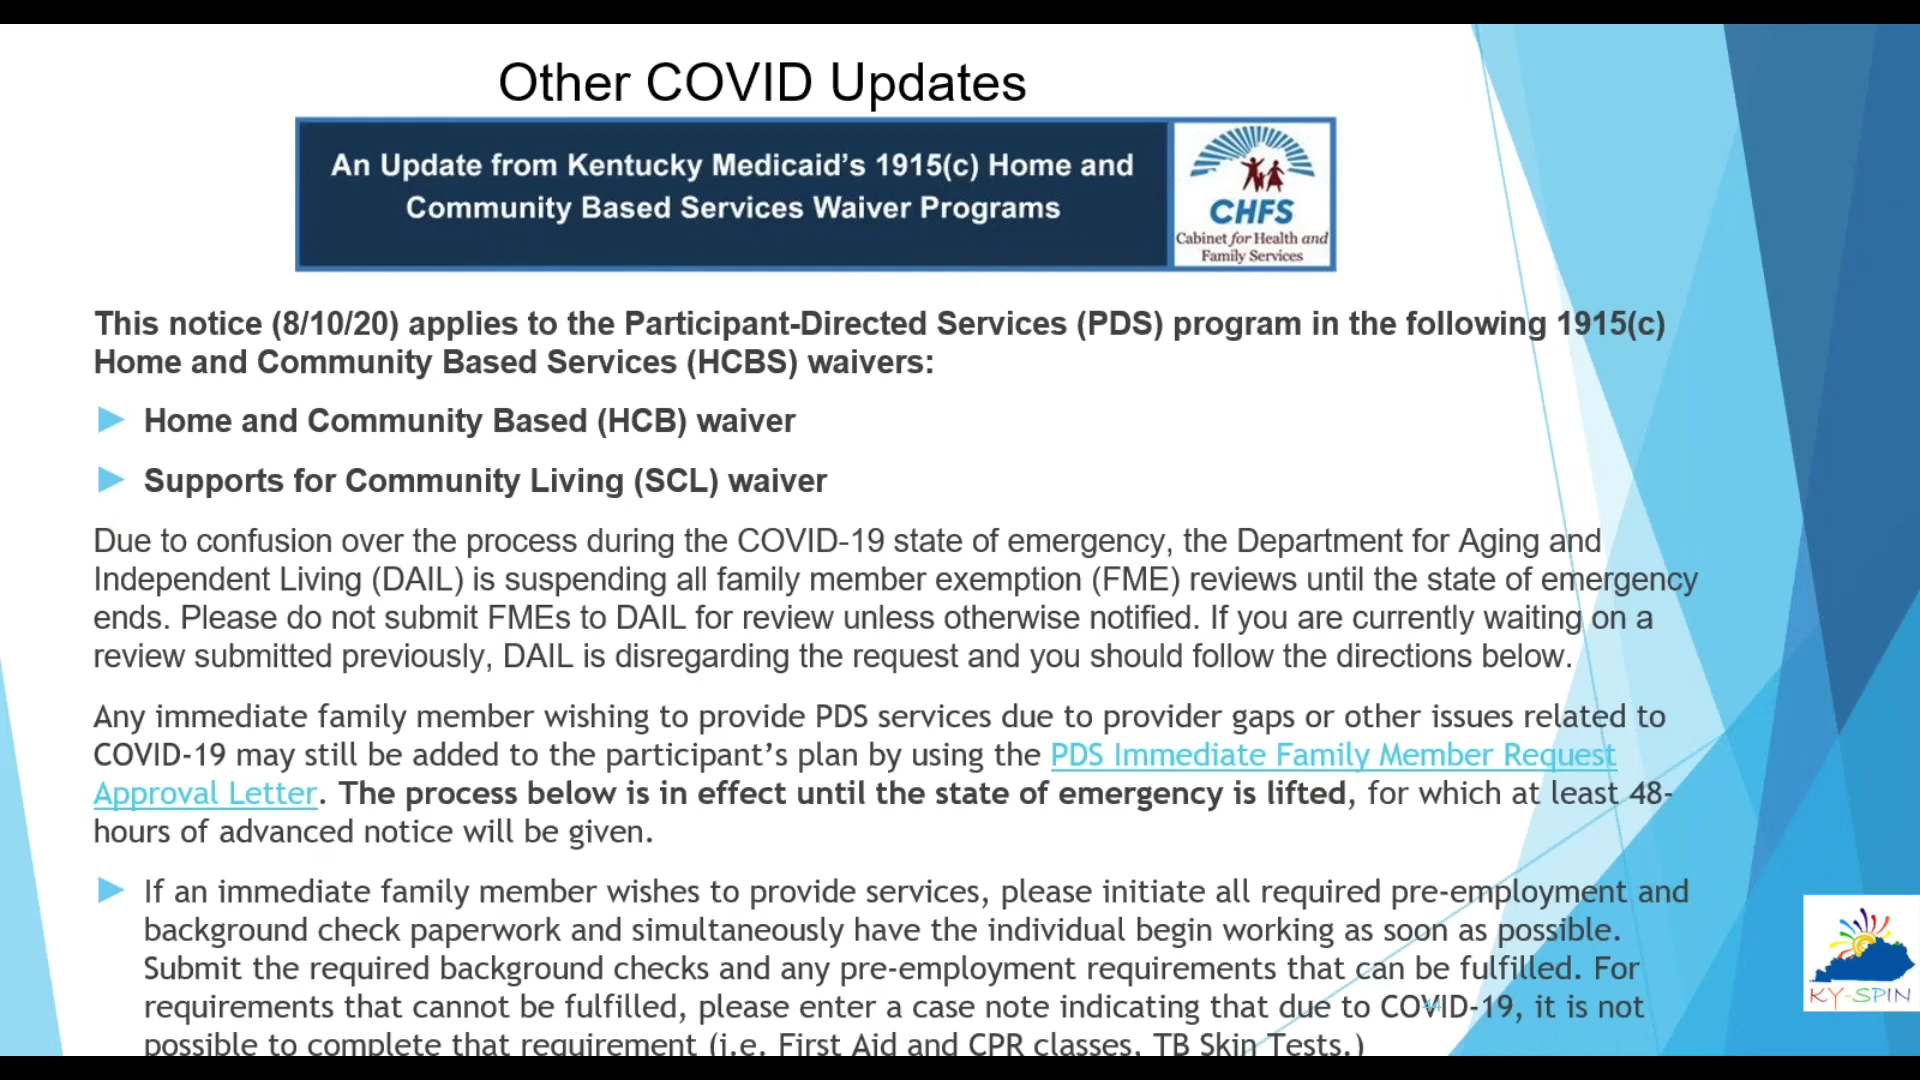 Other COVID Updates
An Update from Kentucky Medicaid's 1915(c) Home and
Community Based Services Waiver Programs
CHFS
Cabinet for Health and
Family Services
This notice (8/10/20) applies to the Participant-Directed Services (PDS) program in the following 1915(c)
Home and Community Based Services (HCBS) waivers:
Home and Community Based (HCB) waiver
Supports for Community Living (SCL) waiver
Due to confusion over the process during the COVID-19 state of emergency, the Department for Aging and
Independent Living (DAIL) is suspending all family member exemption (FME) reviews until the state of emergency
ends. Please do not submit FMEs to DAIL for review unless otherwise notified. If you are currently waiting on a
review submitted previously, DAIL is disregarding the request and you should follow the directions below.
Any immediate family member wishing to provide PDS services due to provider gaps or other issues related to
COVID-19 may still be added to the participant's plan by using the PDS Immediate Family Member Request
Approval Letter. The process below is in effect until the state of emergency is lifted, for which at least 48-
hours of advanced notice will be given.
If an immediate family member wishes to provide services, please initiate all required pre-employment and
background check paperwork and simultaneously have the individual begin working as soon as possible.
Submit the required background checks and any pre-employment requirements that can be fulfilled. For
requirements that cannot be fulfilled, please enter a case note indicating that due to COVID-19, it is not
possible to complete that requirement (i.e. First Aid and CPR classes, TB Skin Tests.)
KY-SPIN